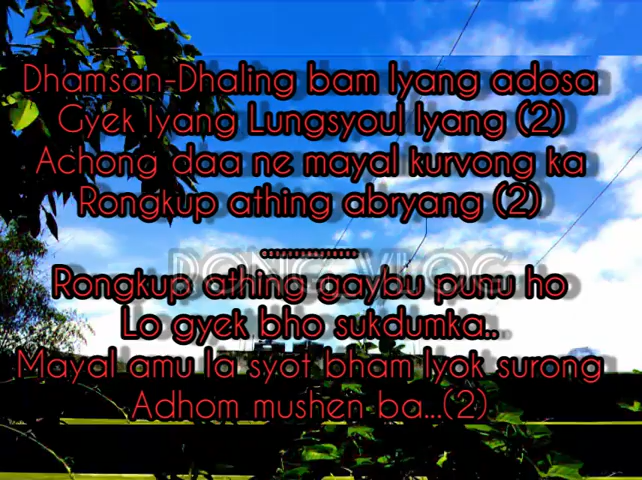 Dhamsan-Dhaling bam lyang adosa
Gyek lyang Lungsyoul lyang (2)
Achong daa ne mayal kurvong ka
Rongkup athing abryang (2)
...............
RONG VLOG
Rongkup athing gaybu punu ho
Lo gyek bho sukdumka..
Mayal amu la syot bham lyok surong
Adhom mushen ba...(2)